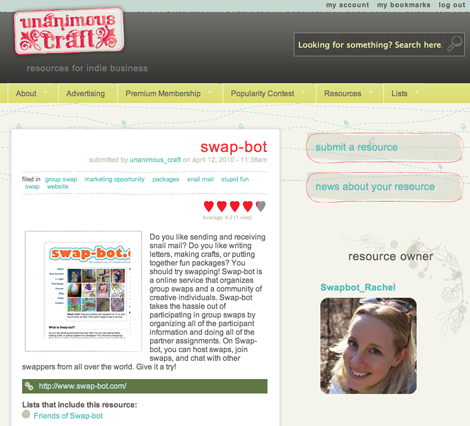 my account my bookmarks log out
unanimous
craft
resources for indie business
Looking for something? Search here
About Advertising Premium Membership Popularity Contest Resources Lists
swap-bot
submitted by unanimous_craft on april 12, 2010 - 11:38am
filed in group swap marketing opportunity packages snail mail stupid fun
swap website
Average: 4.2 (1 vote)
swap-bot.c
What is Swap-bot?
Do you like sending and receiving
snail mail? Do you like writing
letters, making crafts, or putting
together fun packages? You
should try swapping! Swap-bot is
a online service that organizes
group swaps and a community of
creative individuals. Swap-bot
takes the hassle out of
participating in group swaps by
organizing all of the participant
information and doing all of the
partner assignments. On Swap-
bot, you can host swaps, join
swaps, and chat with other
swappers from all over the world. Give it a try!
http://www.swap-bot.com/
Lists that include this resource:
Friends of Swap-bot
submit a resource
news about your resource
resource owner
Swapbot_Rachel